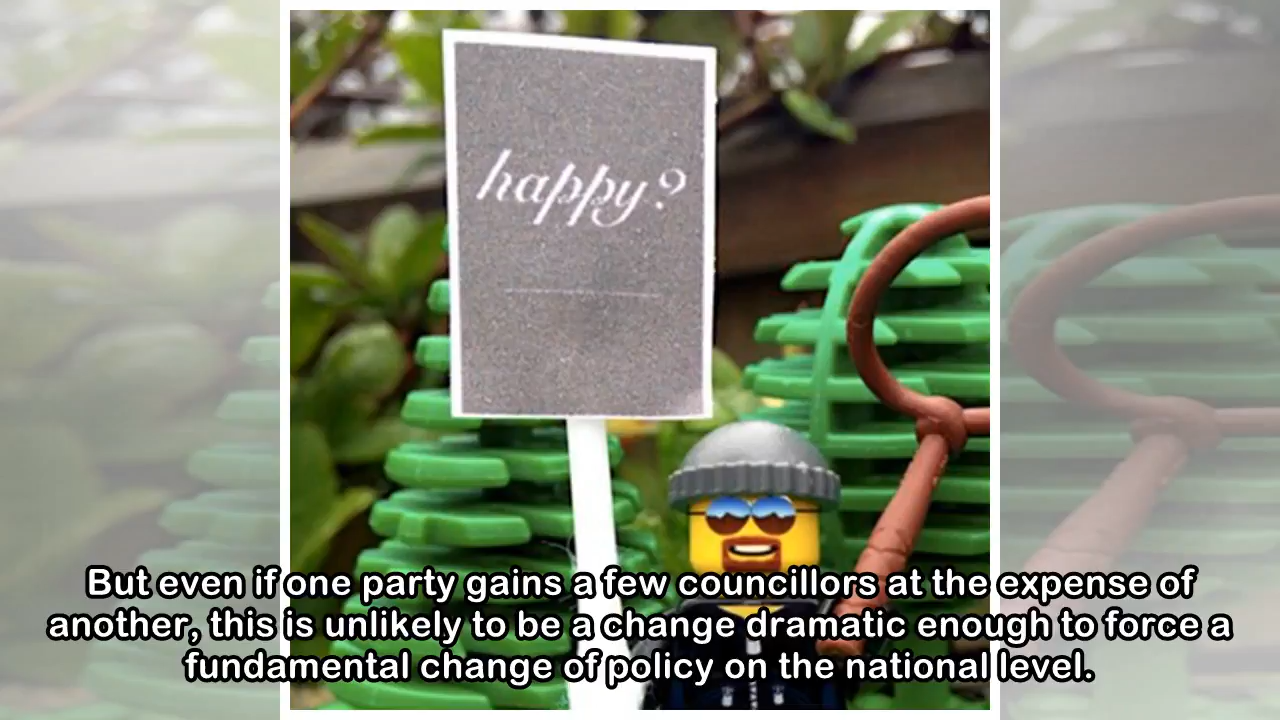 happy?
But even if one party gains a few councillors at the expense of
another, this is unlikely to be a change dramatic enough to force a
fundamental change of policy on the national level.